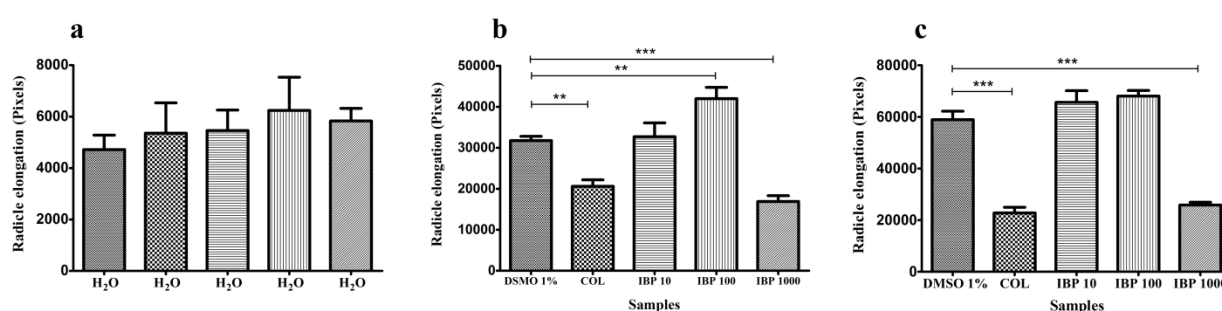 a
Radicle elongation (Pixels)
8000
6000
4000
2000
0
H₂O H₂O H₂O H₂O H₂O
b
Radicle elongation (Pixels)
50000
40000
30000
20000
10000
0
***
**
**
DSMO 1% COL IBP 10 IBP 100 IBP 1000
Samples
c
Radicle elongation (Pixels)
80000
60000
40000
20000
0
***
***
DMSO 1% COL IBP 10 IBP 100 IBP 1000
Samples